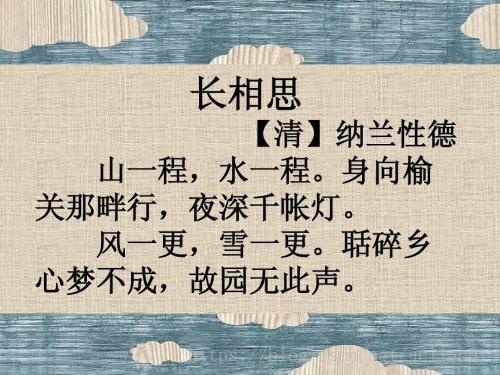 长相思
【清】纳兰性德
山一程，水一程。身向榆
关那畔行，夜深千帐灯。
风一更，雪一更。聒碎乡
心梦不成，故园无此声。